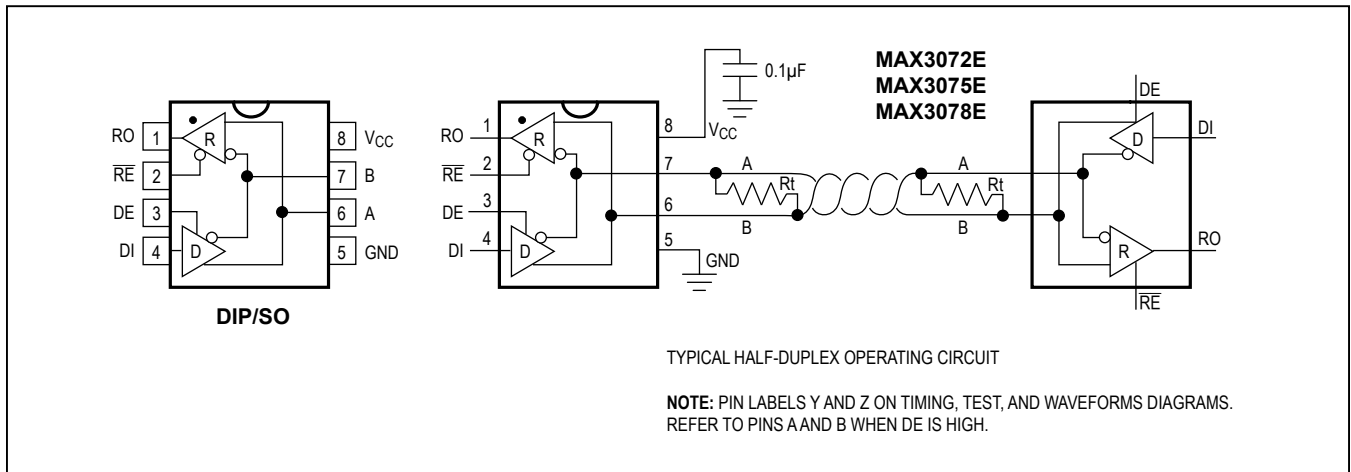 RO 1
RE 2
DE 3
DI 4
R
D
8 VCC
7 B
6 A
5 GND
DIP/SO
RO 1
RE 2
DE 3
DI 4
R
D
0.1µF
8 VCC
7
6
5
GND
A
Rt
B
A
Rt
B
MAX3072E
MAX3075E
MAX3078E
DE
D
DI
R
RO
RE
TYPICAL HALF-DUPLEX OPERATING CIRCUIT
NOTE: PIN LABELS Y AND Z ON TIMING, TEST, AND WAVEFORMS DIAGRAMS.
REFER TO PINS A AND B WHEN DE IS HIGH.